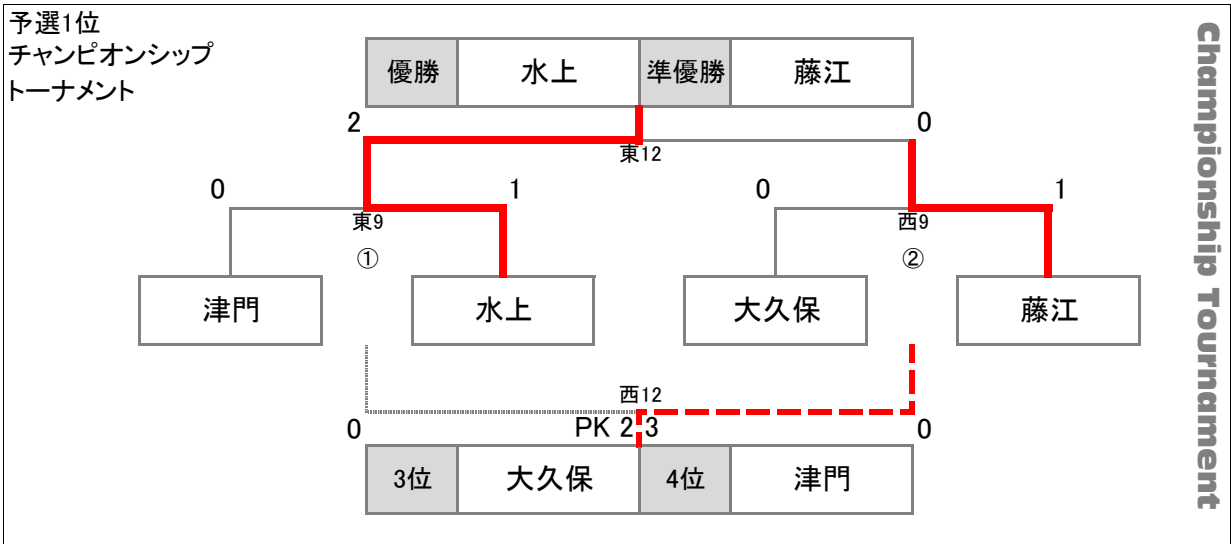 予選1位
チャンピオンシップ
トーナメント
優勝 水上 準優勝 藤江
2 0
東12
0 1 0 1
東9 西9
① ②
津門 水上 大久保 藤江
西12
0 PK 2 3 0
3位 大久保 4位 津門
Championship Tournament